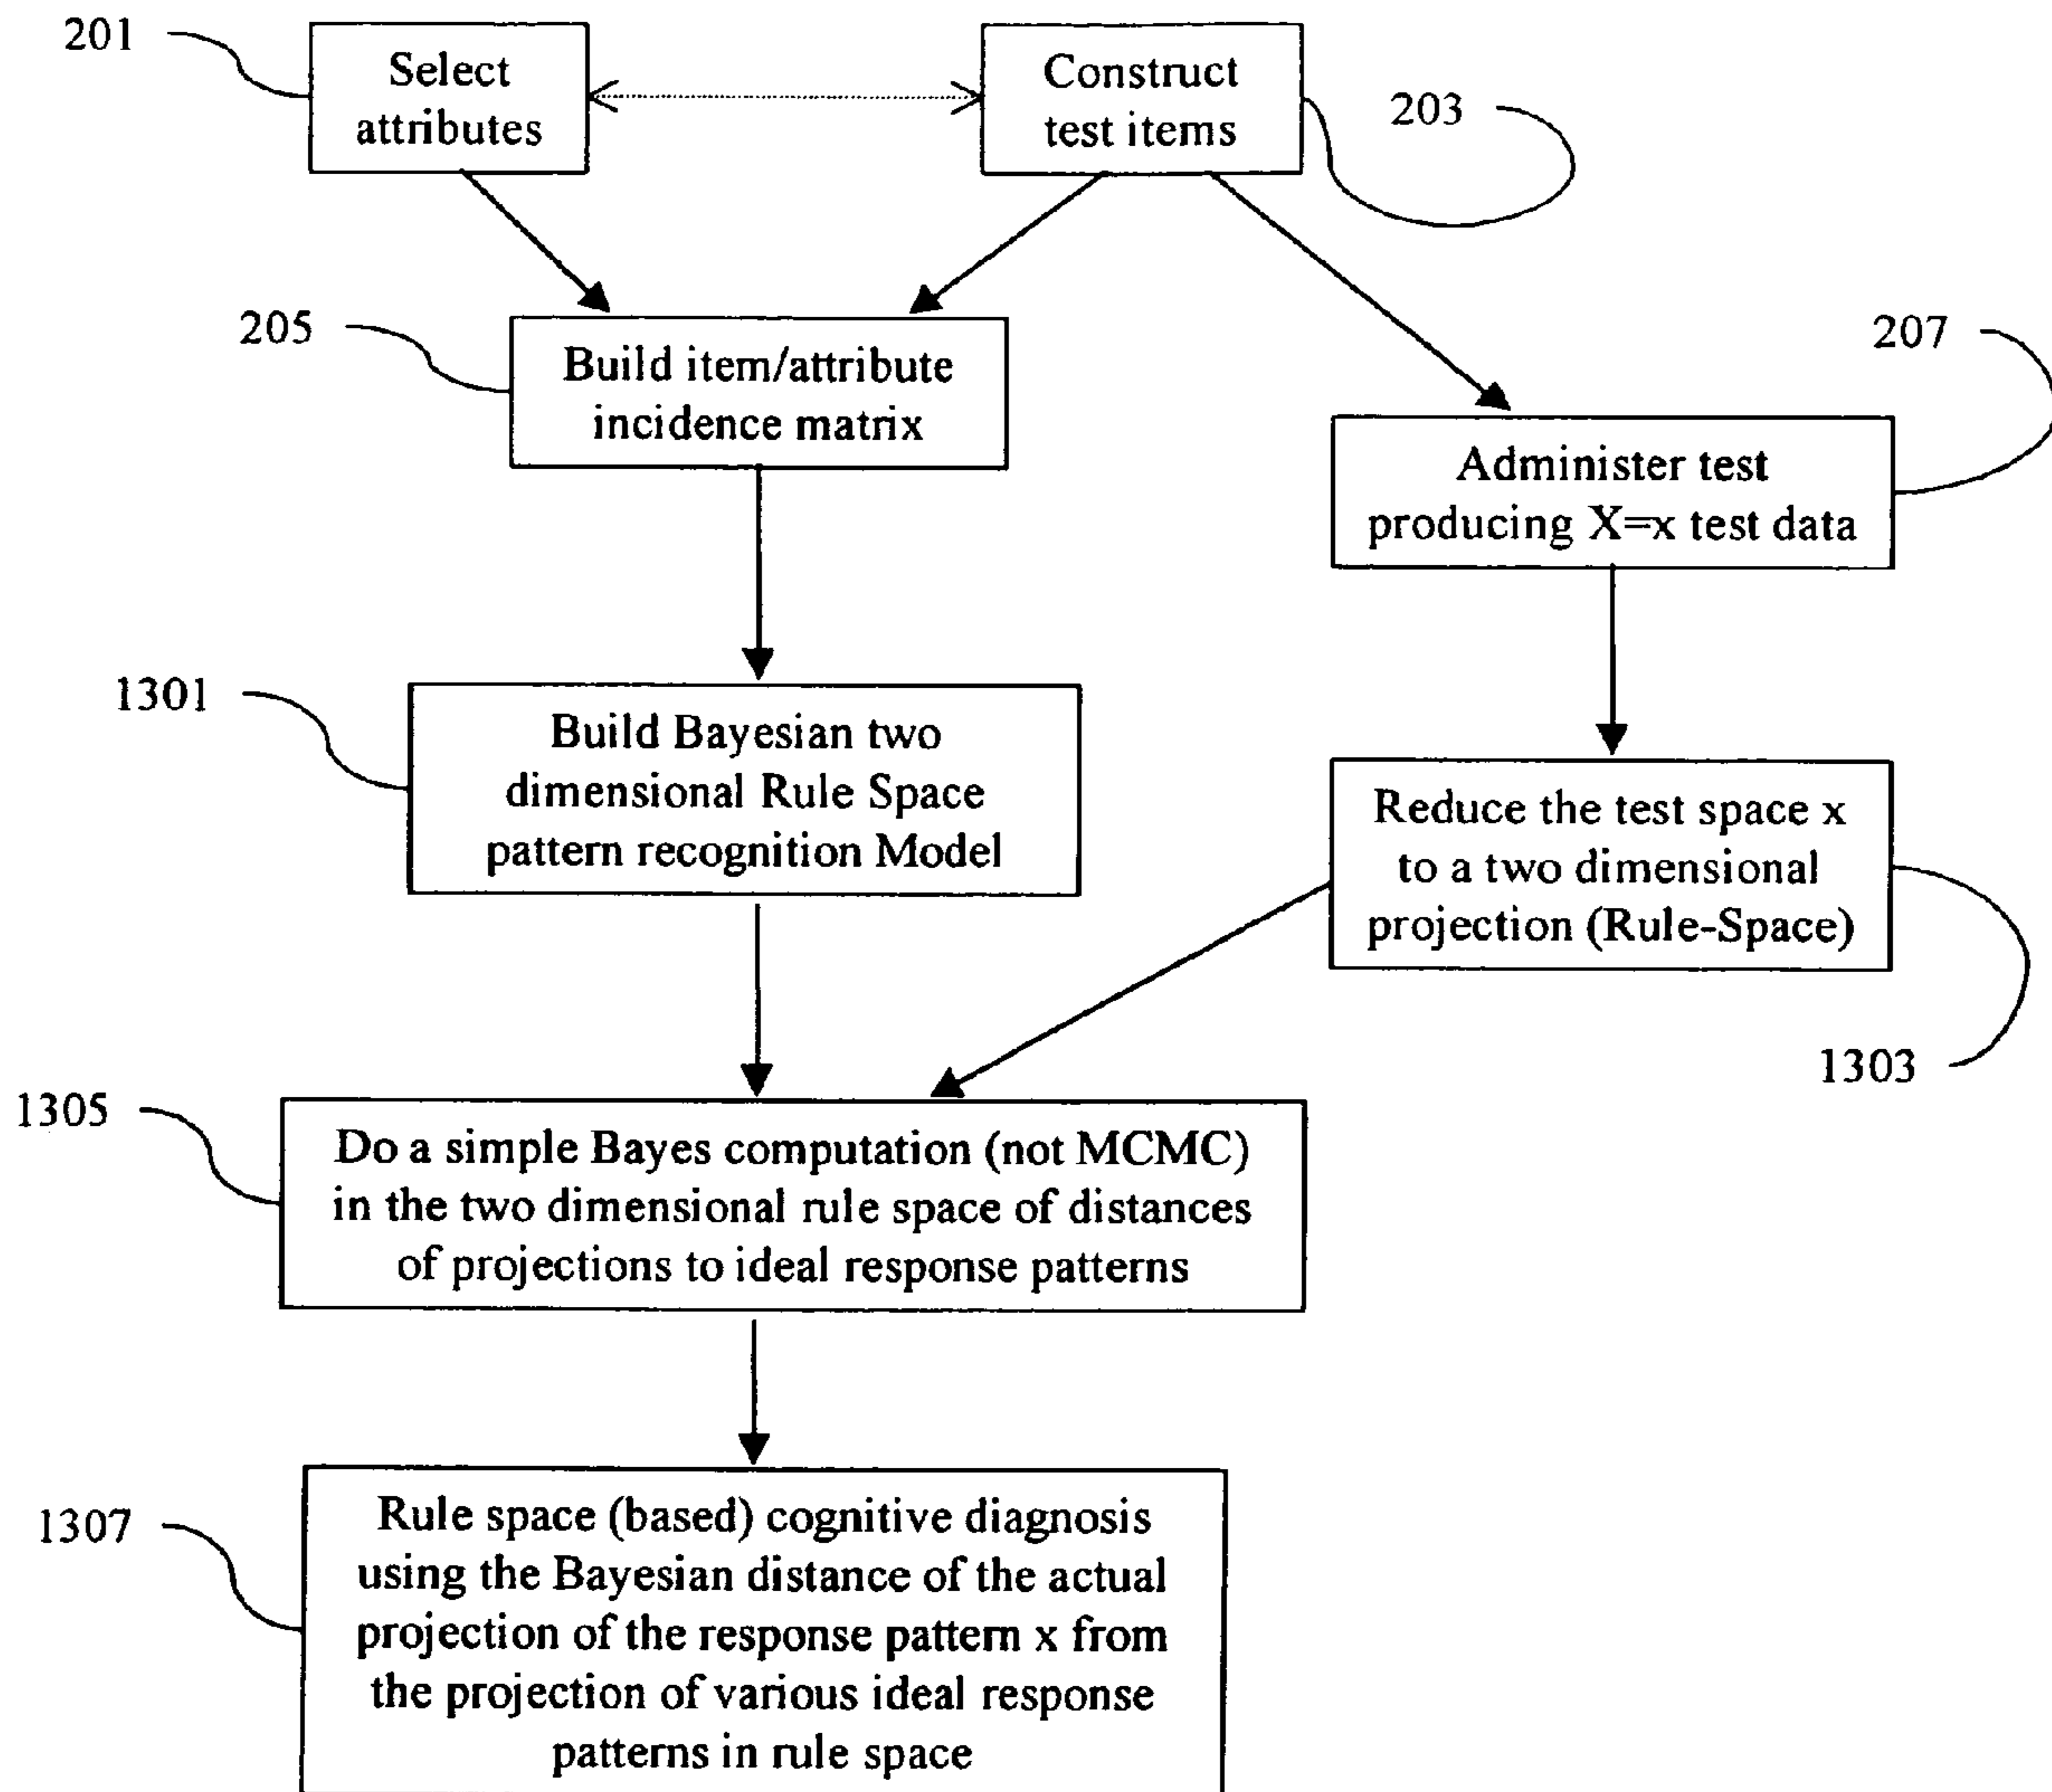 201
Select
attributes
Construct
test items
203
205
Build item/attribute
incidence matrix
207
Administer test
producing X=x test data
1301
Build Bayesian two
dimensional Rule Space
pattern recognition Model
Reduce the test space x
to a two dimensional
projection (Rule-Space)
1303
1305
Do a simple Bayes computation (not MCMC)
in the two dimensional rule space of distances
of projections to ideal response patterns
1307
Rule space (based) cognitive diagnosis
using the Bayesian distance of the actual
projection of the response pattern x from
the projection of various ideal response
patterns in rule space